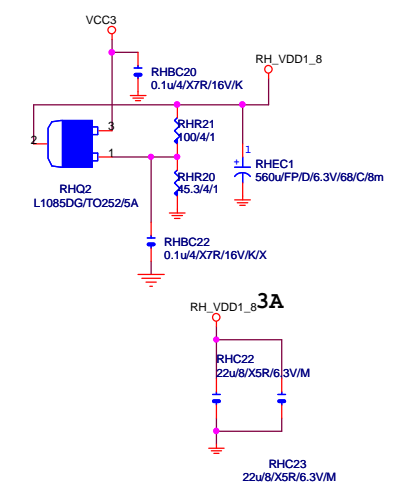 VCC3
RHBC20
0.1u/4/X7R/16V/K
RH_VDD1_8
3
2
1
RHR21
100/4/1
RHR20
45.3/4/1
1
+
RHEC1
560u/FP/D/6.3V/68/C/8m
RHQ2
L1085DG/TO252/5A
RHBC22
0.1u/4/X7R/16V/K/X
RH_VDD1_8 3A
RHC22
22u/8/X5R/6.3V/M
RHC23
22u/8/X5R/6.3V/M